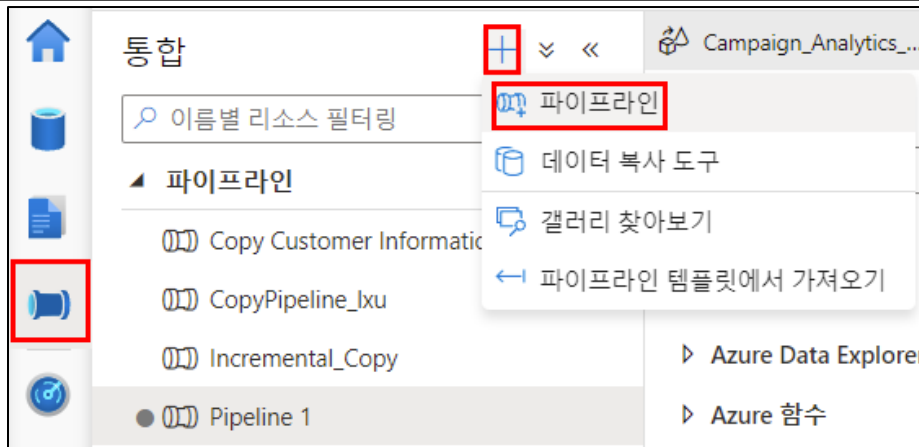 통합
Campaign_Analytics_...
이름별 리소스 필터링
파이프라인
데이터 복사 도구
갤러리 찾아보기
파이프라인 템플릿에서 가져오기
파이프라인
Copy Customer Informatic
CopyPipeline_lxu
Incremental_Copy
Pipeline 1
Azure Data Explorer
Azure 함수